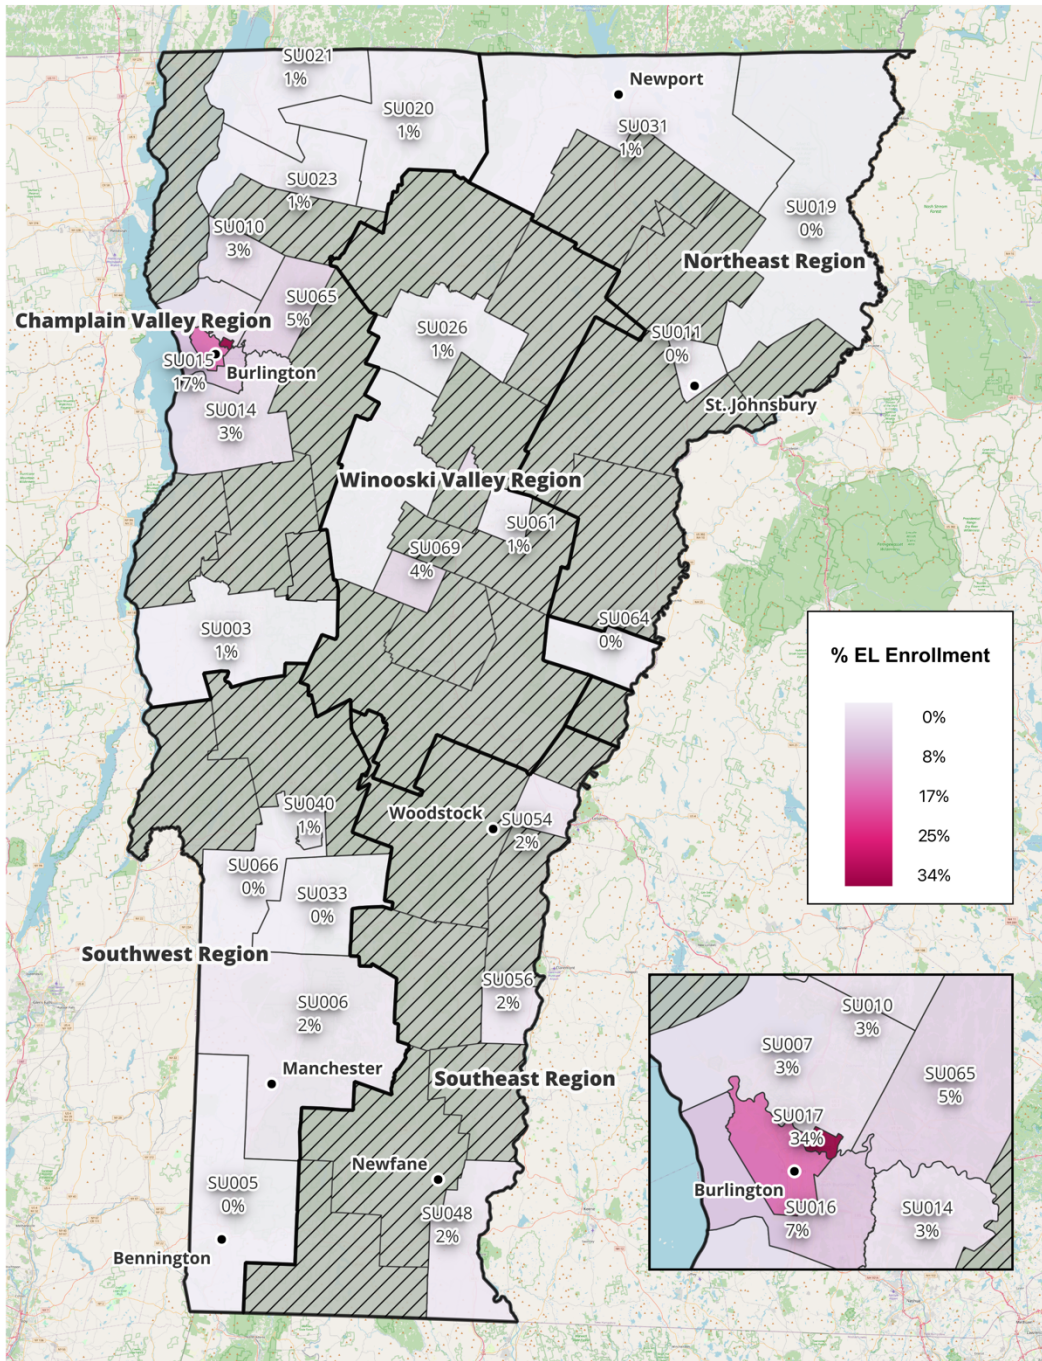 SU021
1%
Newport
SU020
1%
SU031
1%
SU023
1%
SU019
0%
SU010
3%
Northeast Region
SU065
5%
Champlain Valley Region
SU026
1%
SU011
0%
SU015
17%
Burlington
St. Johnsbury
SU014
3%
Winooski Valley Region
SU061
1%
SU069
4%
SU064
0%
SU003
1%
% EL Enrollment
0%
8%
17%
25%
34%
SU040
1%
Woodstock
SU054
2%
SU066
0%
SU033
0%
Southwest Region
SU056
2%
SU006
2%
Manchester
Southeast Region
Newfane
SU005
0%
SU048
2%
Bennington
SU010
3%
SU007
3%
SU065
5%
SU017
34%
Burlington
SU016
7%
SU014
3%